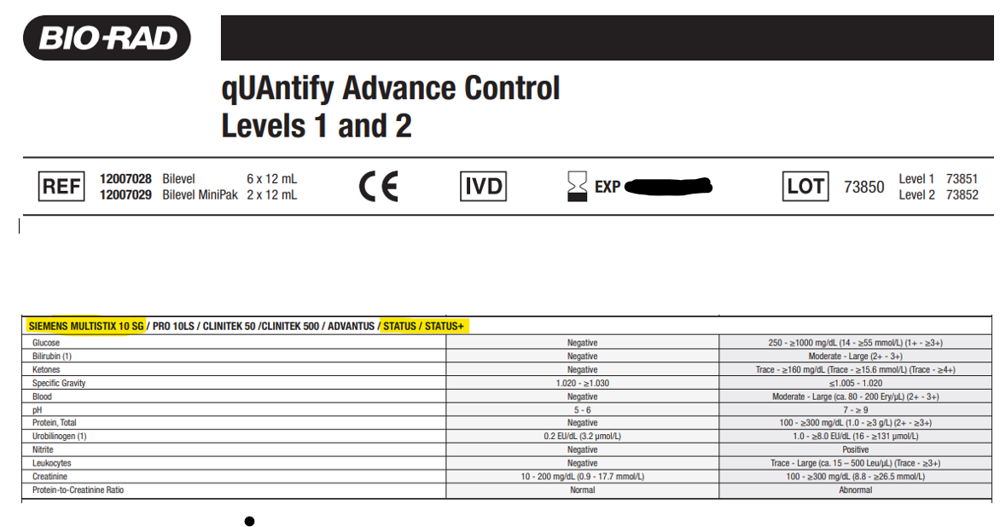 BIO-RAD
qUAntify Advance Control
Levels 1 and 2
REF 12007028 Bilevel 6 x 12 mL CE IVD EXP LOT 73850 Level 1 73851
12007029 Bilevel MiniPak 2 x 12 mL Level 2 73852
SIEMENS MULTISTIX 10 SG / PRO 10LS / CLINITEK 50 /CLINITEK 500 / ADVANTUS / STATUS / STATUS+
Glucose Negative 250 - ≥1000 mg/dL (14 - ≥55 mmol/L) (1+ - ≥3+)
Bilirubin (1) Negative Moderate - Large (2+ - 3+)
Ketones Negative Trace - ≥160 mg/dL (Trace - ≥15.6 mmol/L) (Trace - ≥4+)
Specific Gravity 1.020 - ≥1.030 ≤1.005 - 1.020
Blood Negative Moderate - Large (ca. 80 - 200 Ery/µL) (2+ - 3+)
pH 5 - 6 7 - ≥ 9
Protein, Total Negative 100 - ≥300 mg/dL (1.0 - ≥3 g/L) (2+ - ≥3+)
Urobilinogen (1) 0.2 EU/dL (3.2 µmol/L) 1.0 - ≥8.0 EU/dL (16 - ≥131 µmol/L)
Nitrite Negative Positive
Leukocytes Negative Trace - Large (ca. 15 – 500 Leu/µL) (Trace - ≥3+)
Creatinine 10 - 200 mg/dL (0.9 - 17.7 mmol/L) 100 - ≥300 mg/dL (8.8 - ≥26.5 mmol/L)
Protein-to-Creatinine Ratio Normal Abnormal